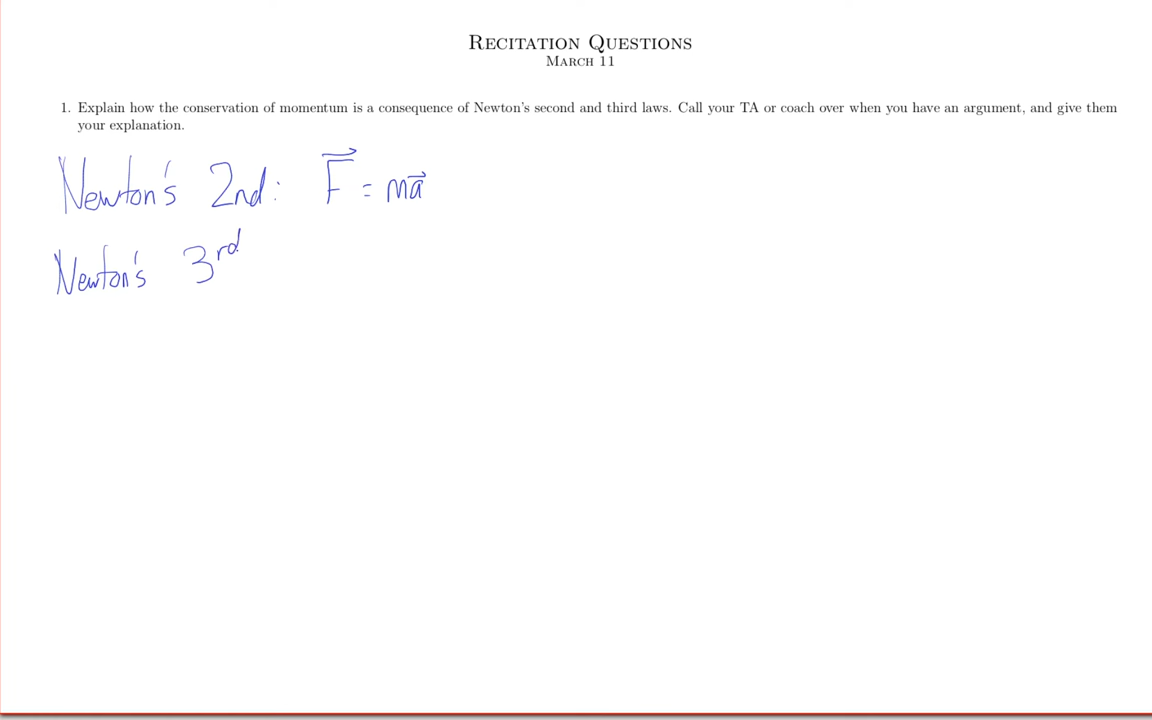 Recitation Questions
March 11
1. Explain how the conservation of momentum is a consequence of Newton's second and third laws. Call your TA or coach over when you have an argument, and give them
your explanation.
Newton's 2nd: F⃗ = ma⃗
Newton's 3rd